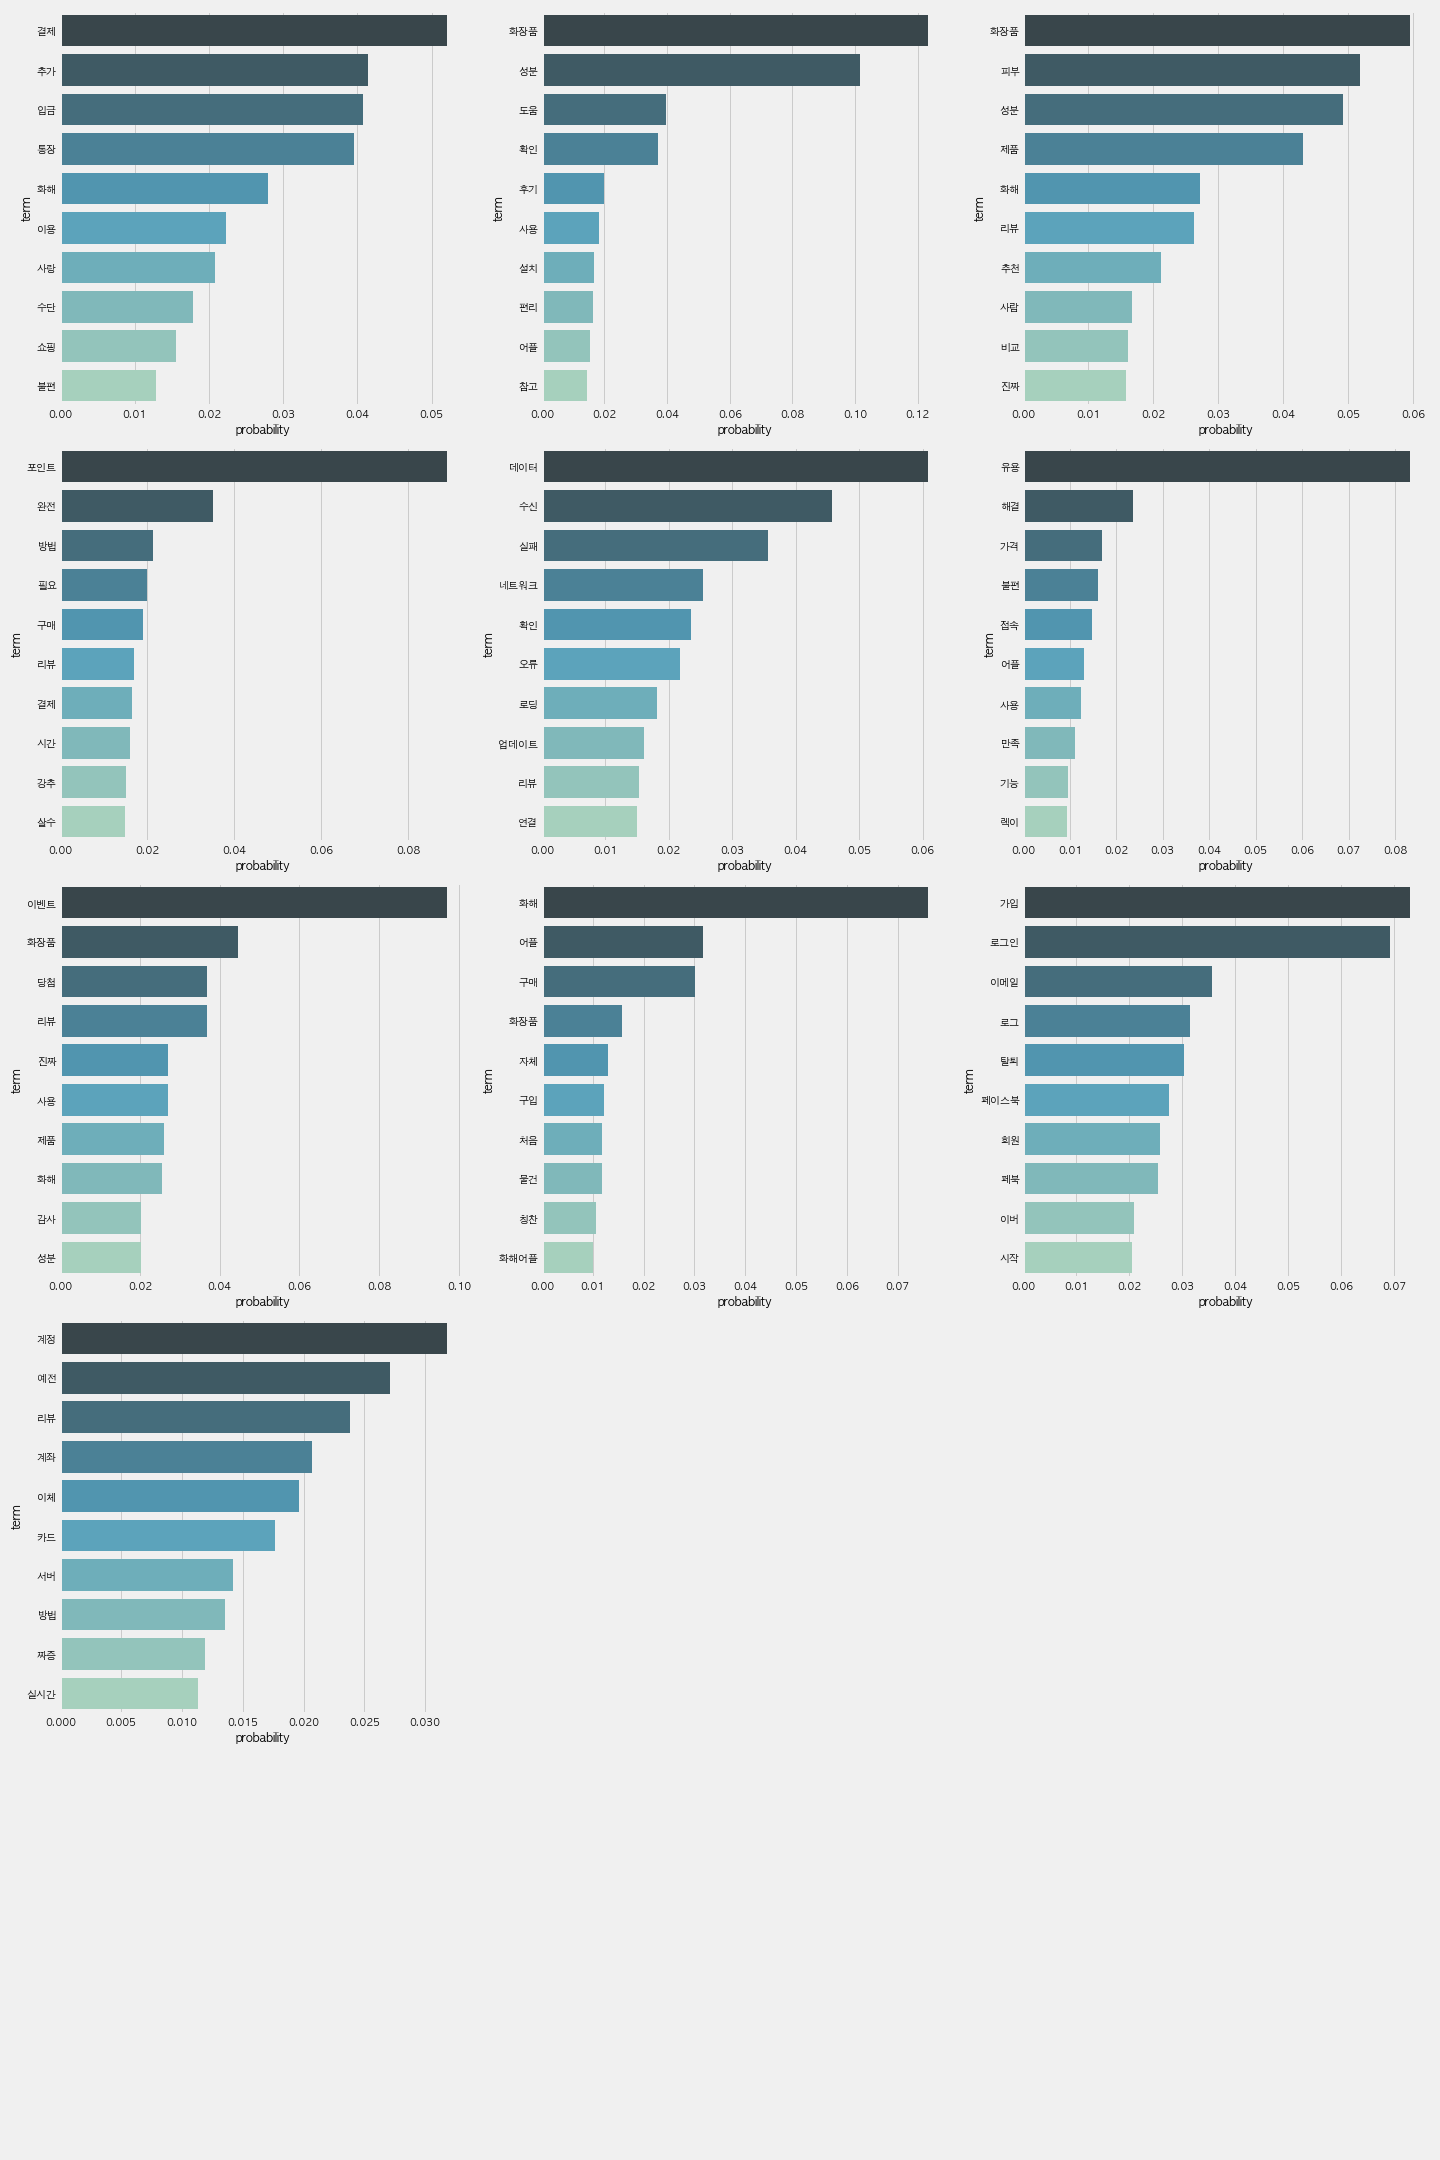 결제
추가
입금
통장
화해
이용
사랑
수단
쇼핑
불편
term
0.00 0.01 0.02 0.03 0.04 0.05
probability
화장품
성분
도움
확인
후기
사용
설치
편리
어플
참고
term
0.00 0.02 0.04 0.06 0.08 0.10 0.12
probability
화장품
피부
성분
제품
화해
리뷰
추천
사람
비교
진짜
term
0.00 0.01 0.02 0.03 0.04 0.05 0.06
probability
포인트
완전
방법
필요
구매
리뷰
결제
시간
강추
살수
term
0.00 0.02 0.04 0.06 0.08
probability
데이터
수신
실패
네트워크
확인
오류
로딩
업데이트
리뷰
연결
term
0.00 0.01 0.02 0.03 0.04 0.05 0.06
probability
유용
해결
가격
불편
접속
어플
사용
만족
기능
렉이
term
0.00 0.01 0.02 0.03 0.04 0.05 0.06 0.07 0.08
probability
이벤트
화장품
당첨
리뷰
진짜
사용
제품
화해
감사
성분
term
0.00 0.02 0.04 0.06 0.08 0.10
probability
화해
어플
구매
화장품
자체
구입
처음
물건
칭찬
화해어플
term
0.00 0.01 0.02 0.03 0.04 0.05 0.06 0.07
probability
가입
로그인
이메일
로그
탈퇴
페이스북
회원
페북
이버
시작
term
0.00 0.01 0.02 0.03 0.04 0.05 0.06 0.07
probability
계정
예전
리뷰
계좌
이체
카드
서버
방법
짜증
실시간
term
0.000 0.005 0.010 0.015 0.020 0.025 0.030
probability